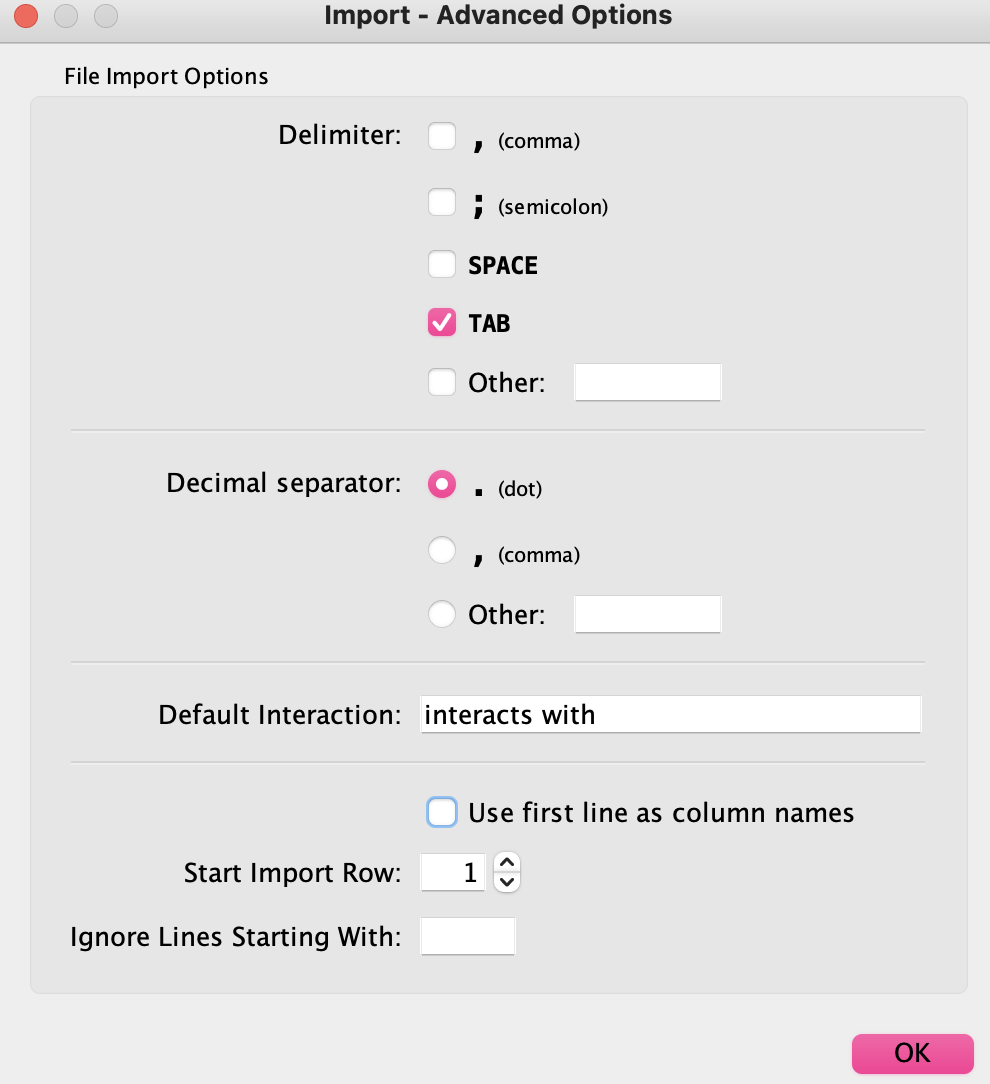 Import - Advanced Options
File Import Options
Delimiter: , (comma)
; (semicolon)
SPACE
TAB
Other:
Decimal separator: . (dot)
, (comma)
Other:
Default Interaction: interacts with
Use first line as column names
Start Import Row: 1
Ignore Lines Starting With:
OK